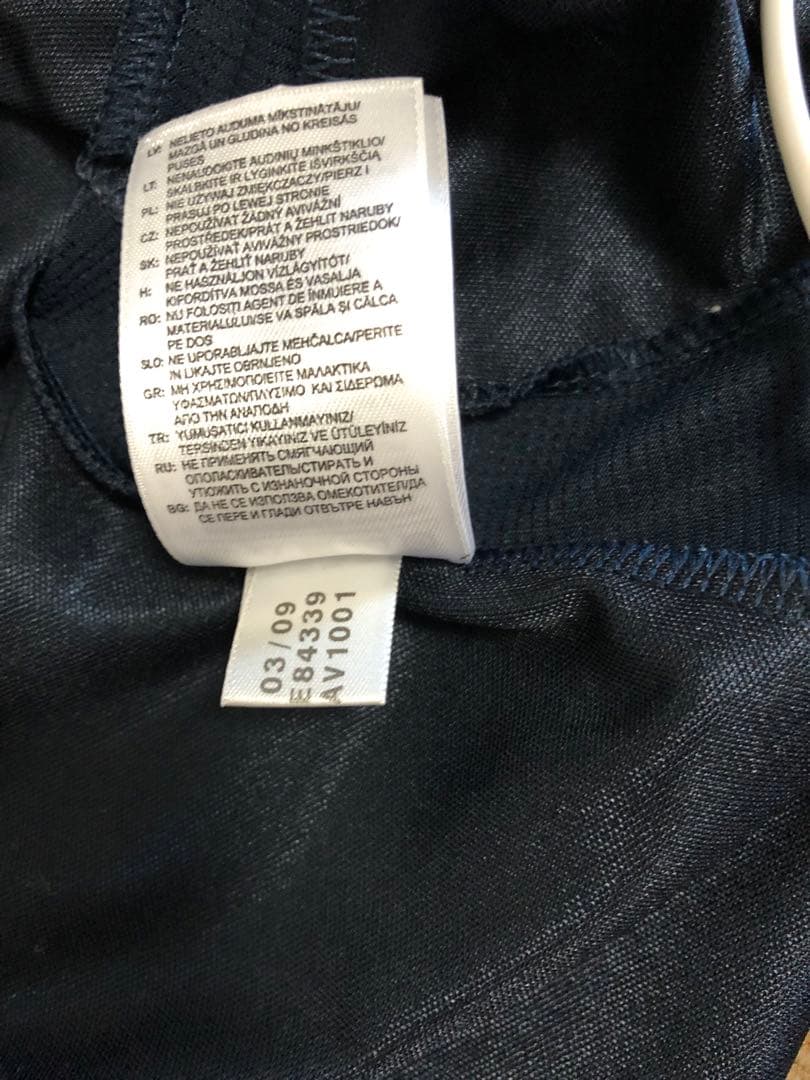 LV: NELIETO AUDUMA MĪKSTINĀTĀJU/
MAZGĀ UN GLUDINA NO KREISĀS
PUSES
LT: NENAUDOKITE AUDINIŲ MINKŠTIKLIO/
SKALBKITE IR LYGINKITE IŠVIRKŠČIĄ
PL: NIE UŻYWAJ ZMIĘKCZACZY/PIERZ I
PRASUJ PO LEWEJ STRONIE
CZ: NEPOUŽÍVAT ŽÁDNÝ AVIVÁŽNÍ
PROSTŘEDEK/PRÁT A ŽEHLIT NARUBY
SK: NEPOUŽÍVAŤ AVIVÁŽNY PROSTRIEDOK/
PRAŤ A ŽEHLIŤ NARUBY
H: NE HASZNÁLJON VÍZLÁGYÍTÓT/
KIFORDÍTVA MOSSA ÉS VASALJA
RO: NU FOLOSIŢI AGENT DE ÎNMUIERE A
MATERIALULUI/SE VA SPĂLA ŞI CĂLCA
PE DOS
SLO: NE UPORABLJAJTE MEHČALCA/PERITE
IN LIKAJTE OBRNJENO
GR: ΜΗ ΧΡΗΣΙΜΟΠΟΙΕΙΤΕ ΜΑΛΑΚΤΙΚΑ
ΥΦΑΣΜΑΤΩΝ/ΠΛΥΣΙΜΟ ΚΑΙ ΣΙΔΕΡΩΜΑ
ΑΠΟ ΤΗΝ ΑΝΑΠΟΔΗ
TR: YUMUŞATICI KULLANMAYINIZ/
TERSİNDEN YIKAYINIZ VE ÜTÜLEYİNİZ
RU: НЕ ПРИМЕНЯТЬ СМЯГЧАЮЩИЙ
ОПОЛАСКИВАТЕЛЬ/СТИРАТЬ И
УТЮЖИТЬ С ИЗНАНОЧНОЙ СТОРОНЫ
BG: ДА НЕ СЕ ИЗПОЛЗВА ОМЕКОТИТЕЛ/ДА
СЕ ПЕРЕ И ГЛАДИ ОТВЪТРЕ НАВЪН
03/09
E84339
AV1001